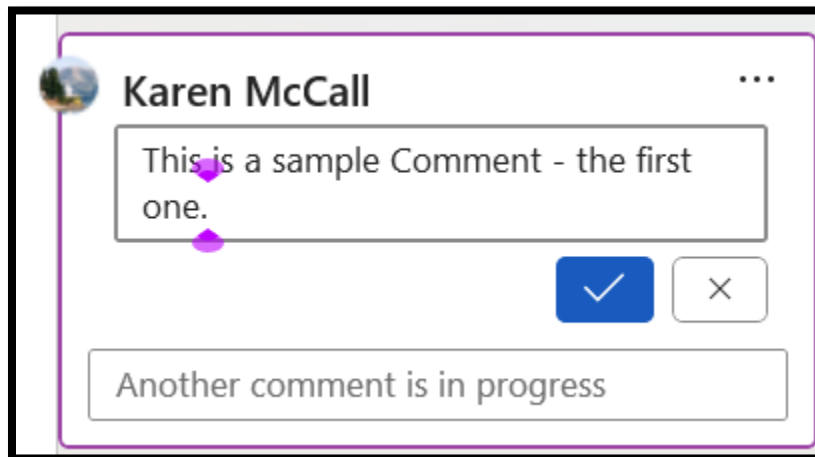 Karen McCall
This is a sample Comment - the first
one.
Another comment is in progress